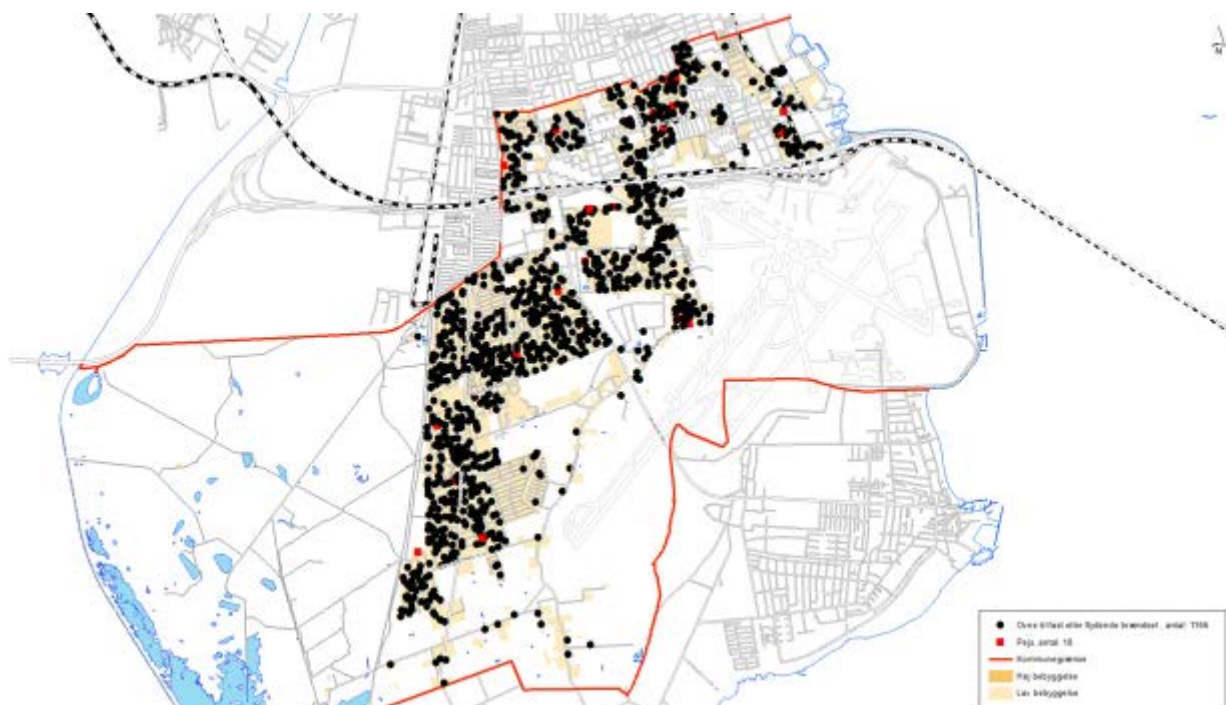 Ovne til fast eller flydende brændsel , antal:
Pejs, antal: 18
Kommunegrænse
Høj bebyggelse
Lav bebyggelse